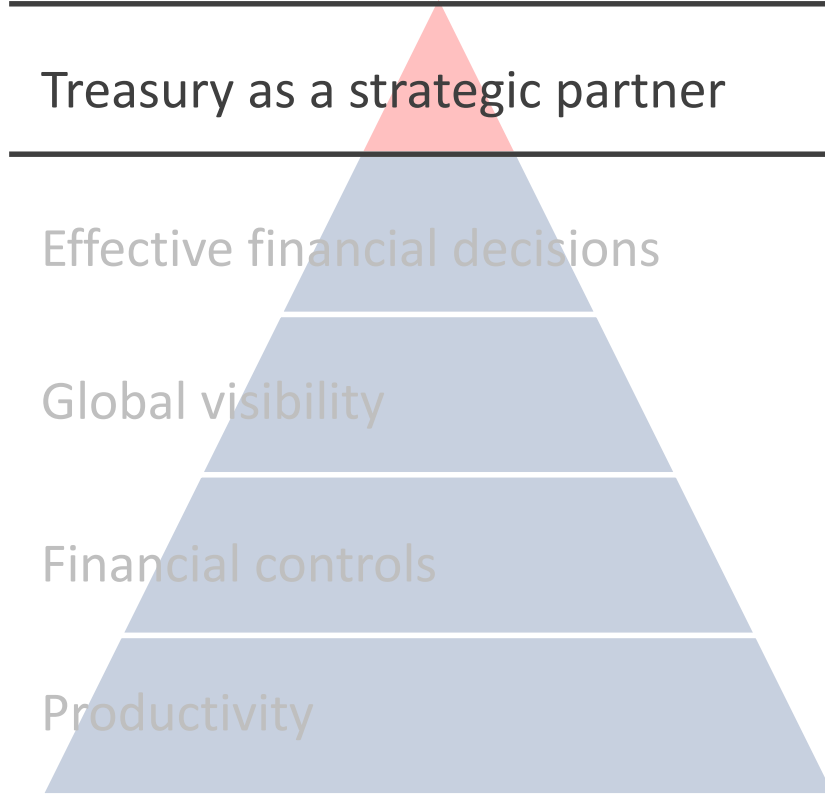 Treasury as a strategic partner
Effective financial decisions
Global visibility
Financial controls
Productivity